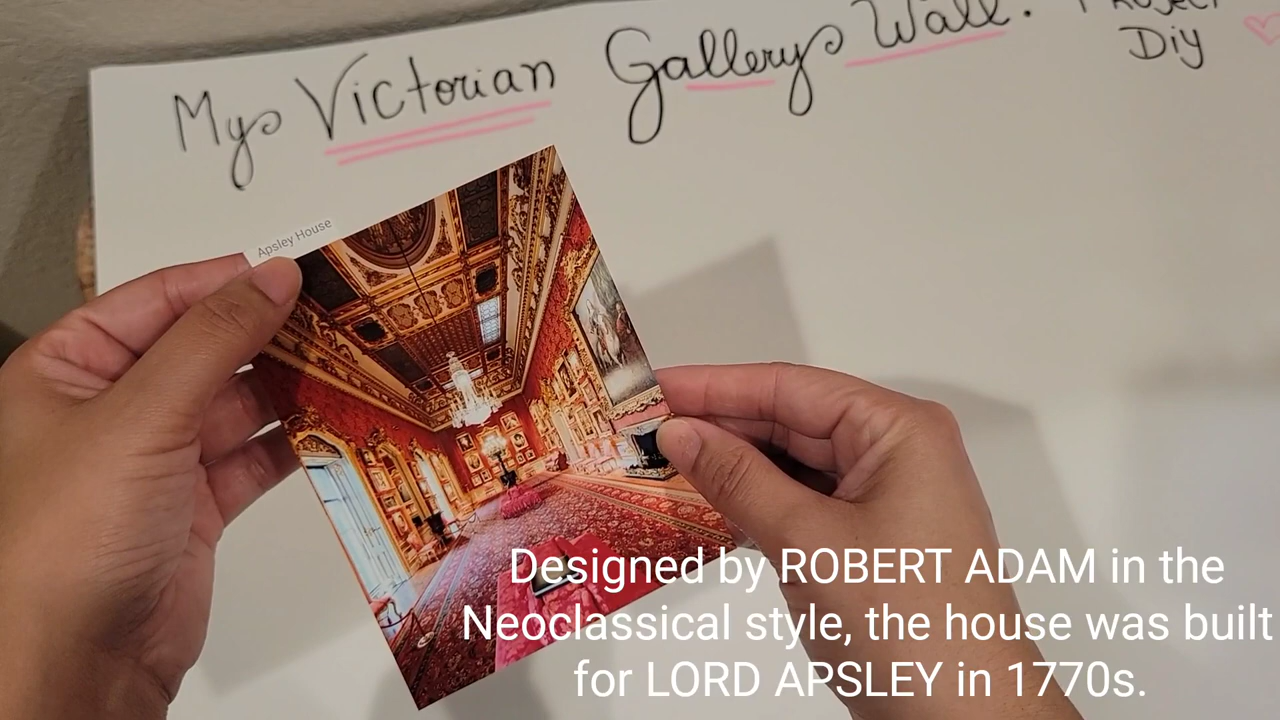 My Victorian Gallery Wall. Project
Diy
Apsley House
Designed by ROBERT ADAM in the
Neoclassical style, the house was built
for LORD APSLEY in 1770s.